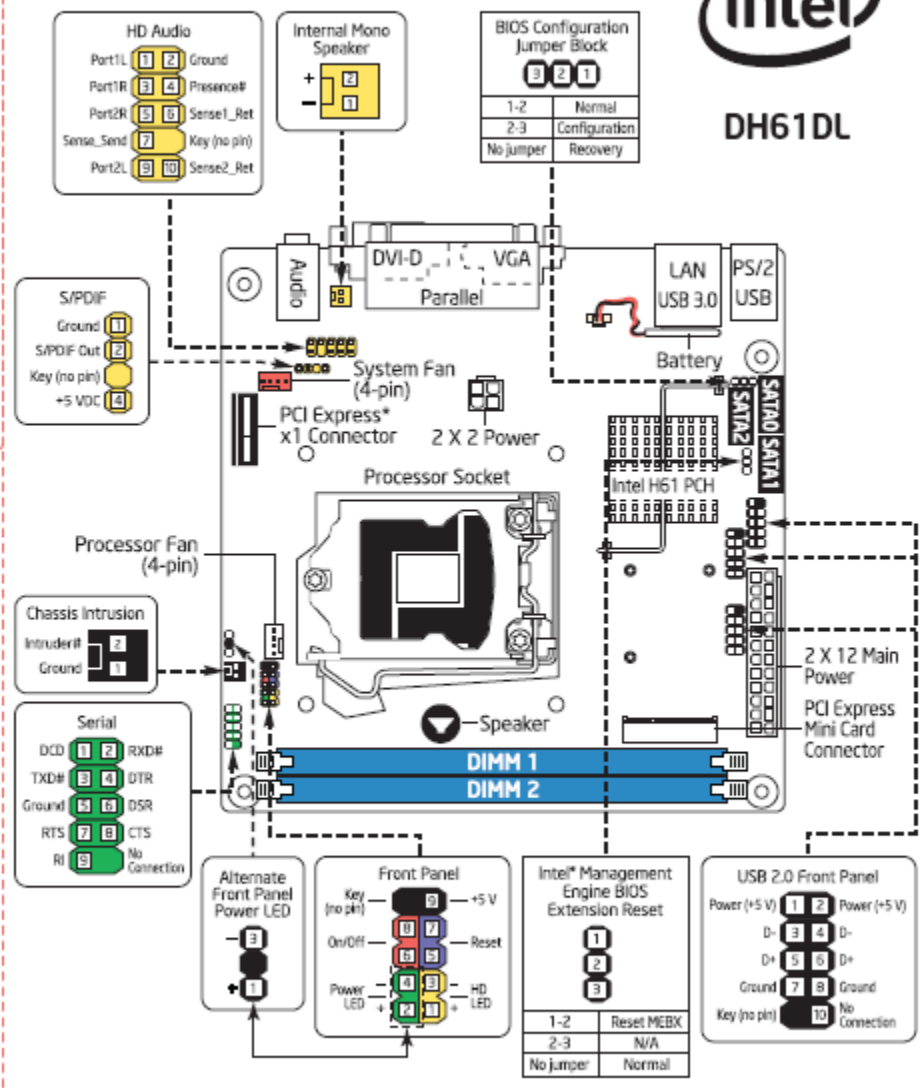 intel
DH61DL
HD Audio
Port1L 1 2 Ground
Port1R 3 4 Presence#
Port2R 5 6 Sense1_Ret
Sense_Send 7 Key (no pin)
Port2L 9 10 Sense2_Ret
Internal Mono
Speaker
+ 2
- 1
BIOS Configuration
Jumper Block
3 2 1
1-2 Normal
2-3 Configuration
No jumper Recovery
S/PDIF
Ground 1
S/PDIF Out 2
Key (no pin)
+5 VDC 4
Audio
DVI-D
VGA
Parallel
LAN
USB 3.0
PS/2
USB
Battery
System Fan
(4-pin)
PCI Express*
x1 Connector
2 X 2 Power
SATA2
SATA0
SATA1
Intel H61 PCH
Processor Socket
Processor Fan
(4-pin)
Chassis Intrusion
Intruder# 2
Ground 1
2 X 12 Main
Power
PCI Express
Mini Card
Connector
Speaker
DIMM 1
DIMM 2
Serial
DCD 1 2 RXD#
TXD# 3 4 DTR
Ground 5 6 DSR
RTS 7 8 CTS
RI 9 No
Connection
Alternate
Front Panel
Power LED
- 3
+ 1
Front Panel
Key
(no pin) 9 +5 V
On/Off 8 7 Reset
6 5
Power
LED - 4 3 - HD
LED
+ 2 1 +
Intel* Management
Engine BIOS
Extension Reset
1
2
3
1-2 Reset MEBX
2-3 N/A
No jumper Normal
USB 2.0 Front Panel
Power (+5 V) 1 2 Power (+5 V)
D- 3 4 D-
D+ 5 6 D+
Ground 7 8 Ground
Key (no pin) 10 No
Connection